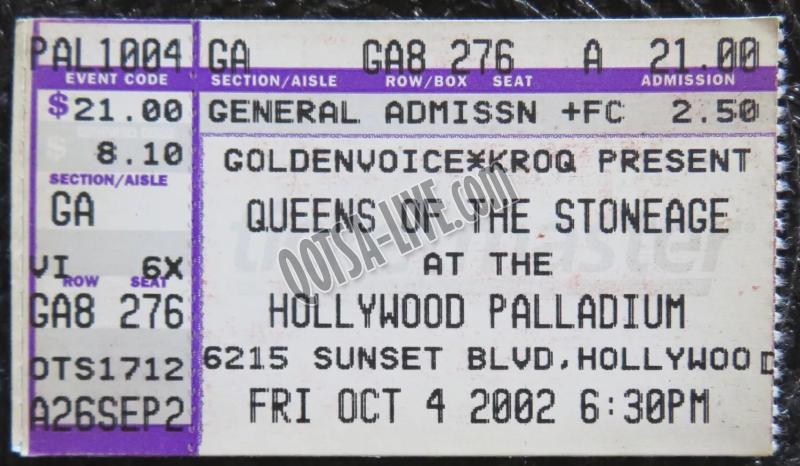 PAL1004 GA GA8 276 A 21.00
EVENT CODE SECTION/AISLE ROW/BOX SEAT ADMISSION
$21.00 GENERAL ADMISSN +FC 2.50
$ 8.10 GOLDENVOICE*KROQ PRESENT
SECTION/AISLE
GA QUEENS OF THE STONEAGE
OOTSA-LIVE.com
VI 6X AT THE
ROW SEAT
GA8 276 HOLLYWOOD PALLADIUM
OTS1712 6215 SUNSET BLVD,HOLLYWOOD
A26SEP2 FRI OCT 4 2002 6:30PM